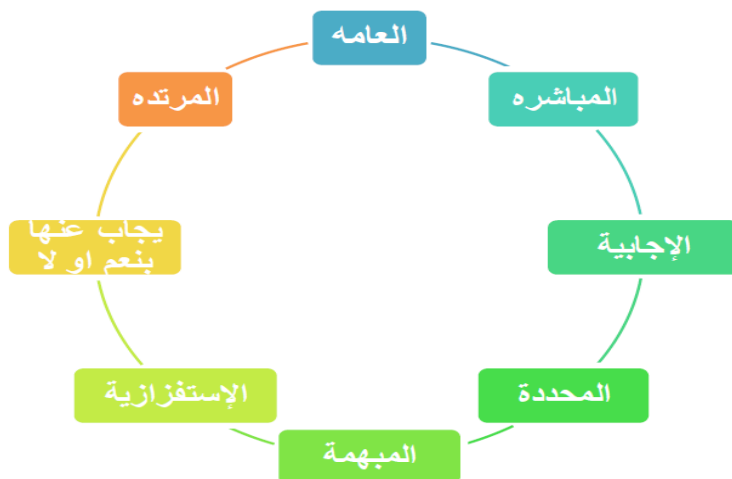 العامه
المباشره
الإجابية
المحددة
المبهمة
الإستفزازية
يجاب عنها
بنعم او لا
المرتده